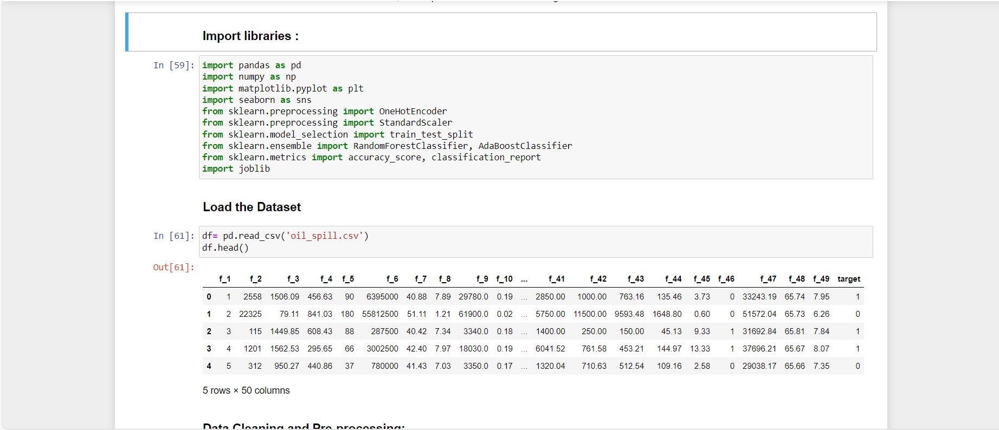 Import libraries :
In [59]:
import pandas as pd
import numpy as np
import matplotlib.pyplot as plt
import seaborn as sns
from sklearn.preprocessing import OneHotEncoder
from sklearn.preprocessing import StandardScaler
from sklearn.model_selection import train_test_split
from sklearn.ensemble import RandomForestClassifier, AdaBoostClassifier
from sklearn.metrics import accuracy_score, classification_report
import joblib
Load the Dataset
In [61]:
df= pd.read_csv('oil_spill.csv')
df.head()
Out[61]:
f_1 f_2 f_3 f_4 f_5 f_6 f_7 f_8 f_9 f_10 ... f_41 f_42 f_43 f_44 f_45 f_46 f_47 f_48 f_49 target
0 1 2558 1506.09 456.63 90 6395000 40.88 7.89 29780.0 0.19 ... 2850.00 1000.00 763.16 135.46 3.73 0 33243.19 65.74 7.95 1
1 2 22325 79.11 841.03 180 55812500 51.11 1.21 61900.0 0.02 ... 5750.00 11500.00 9593.48 1648.80 0.60 0 51572.04 65.73 6.26 0
2 3 115 1449.85 608.43 88 287500 40.42 7.34 3340.0 0.18 ... 1400.00 250.00 150.00 45.13 9.33 1 31692.84 65.81 7.84 1
3 4 1201 1562.53 295.65 66 3002500 42.40 7.97 18030.0 0.19 ... 6041.52 761.58 453.21 144.97 13.33 1 37696.21 65.67 8.07 1
4 5 312 950.27 440.86 37 780000 41.43 7.03 3350.0 0.17 ... 1320.04 710.63 512.54 109.16 2.58 0 29038.17 65.66 7.35 0
5 rows × 50 columns
Data Cleaning and Pre processing: